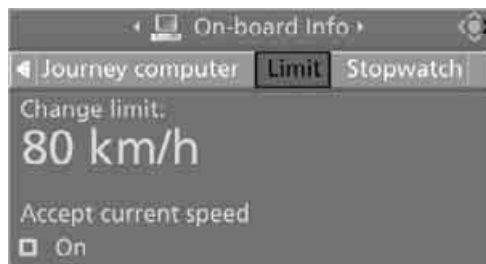 On-board Info
Journey computer Limit Stopwatch
Change limit.
80 km/h
Accept current speed
On